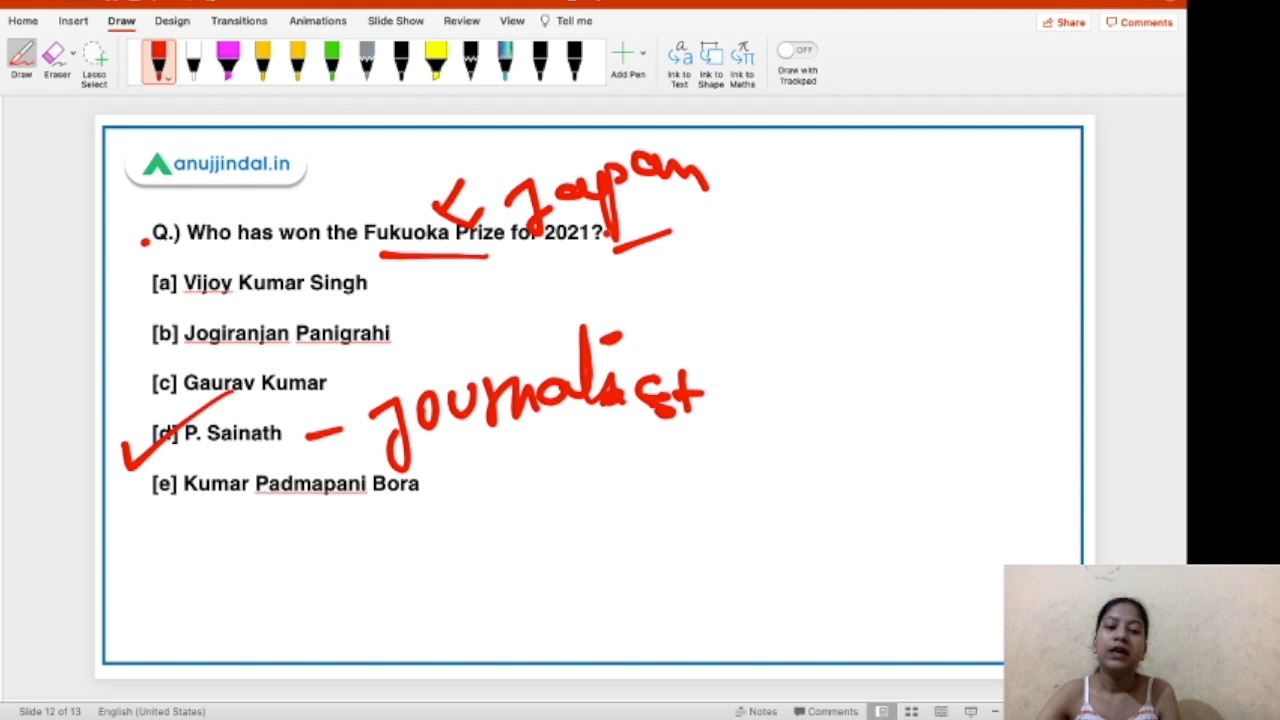 Home Insert Draw Design Transitions Animations Slide Show Review View Tell me Share Comments
Draw Eraser Lasso Select Add Pen Ink to Text Ink to Shape Ink to Maths OFF Draw with Trackpad
anujjindal.in
Japan
Q.) Who has won the Fukuoka Prize for 2021?
[a] Vijoy Kumar Singh
[b] Jogiranjan Panigrahi
[c] Gaurav Kumar
[d] P. Sainath - Journalist
[e] Kumar Padmapani Bora
Slide 12 of 13 English (United States) Notes Comments